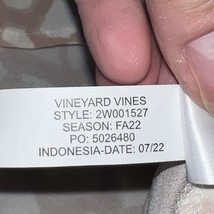 VINEYARD VINES
STYLE: 2W001527
SEASON: FA22
PO: 5026480
INDONESIA-DATE: 07/22